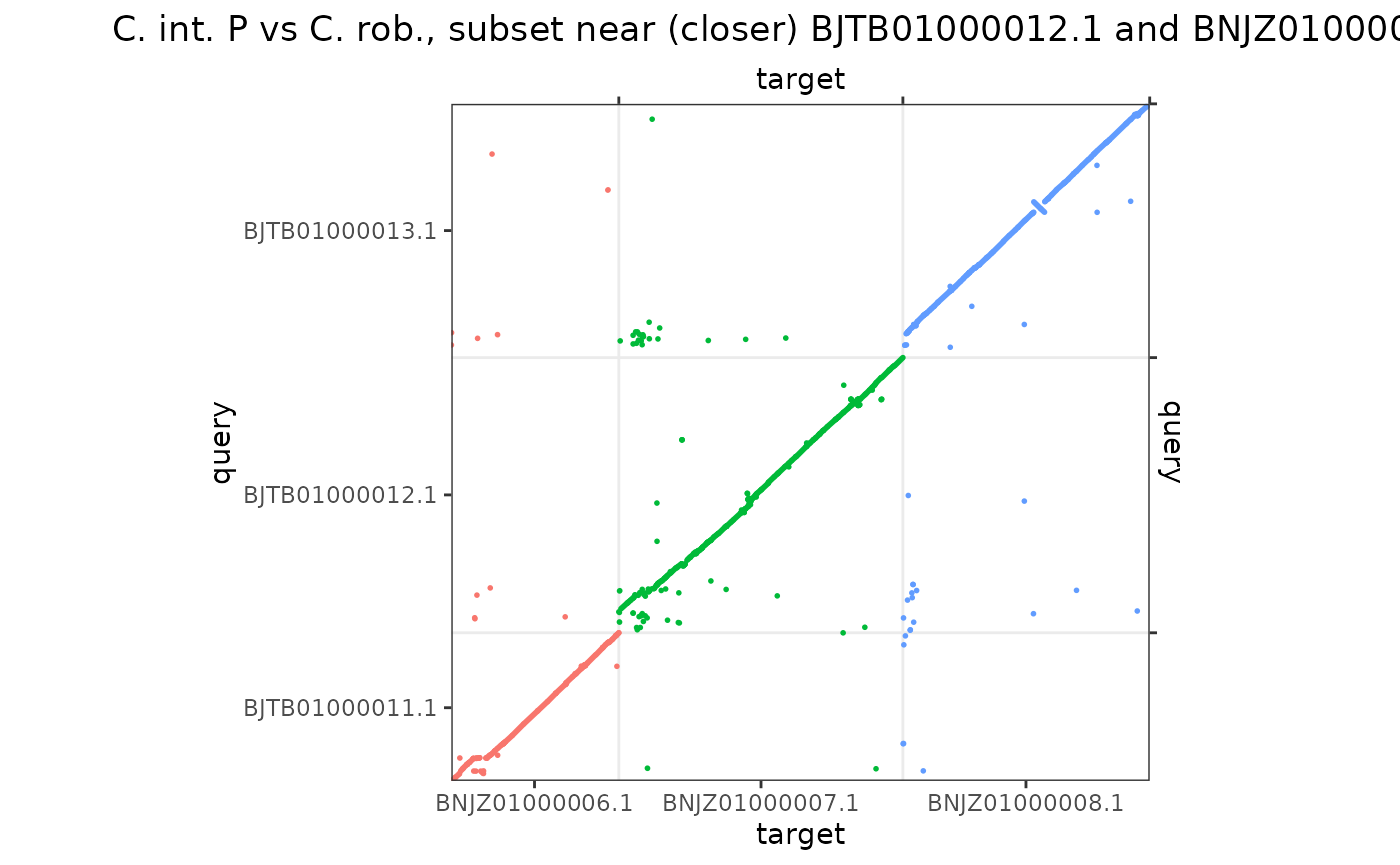 C. int. P vs C. rob., subset near (closer) BJTB01000012.1 and BNJZ01000
target
BJTB01000013.1
query
query
BJTB01000012.1
BJTB01000011.1
BNJZ01000006.1
BNJZ01000007.1
BNJZ01000008.1
target